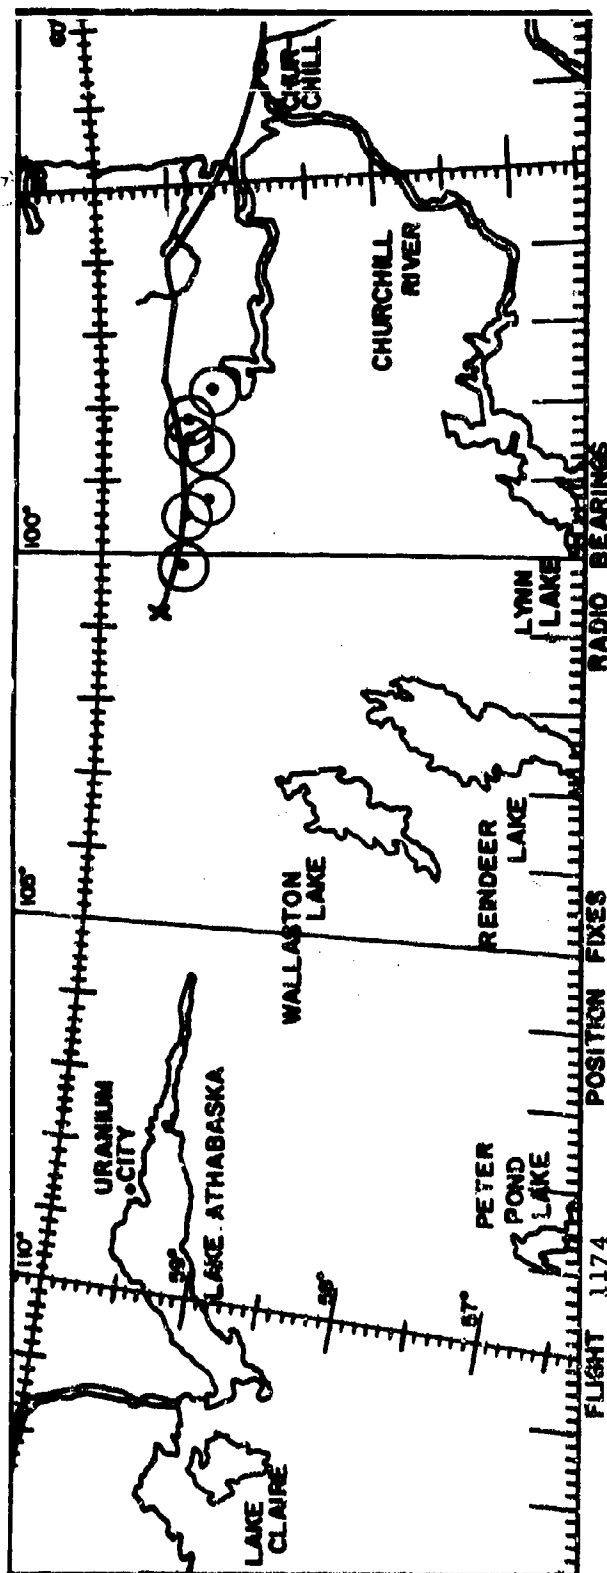 60
CHUR
CHILL
CHURCHILL
RIVER
100°
LYNN
LAKE
REINDEER
LAKE
WALLASTON
LAKE
105°
URANIUM
CITY
LAKE ATHABASKA
PETER
POND
LAKE
110°
59°
58°
57°
LAKE
CLAIRE
FLIGHT 1174 POSITION FIXES RADIO BEARINGS